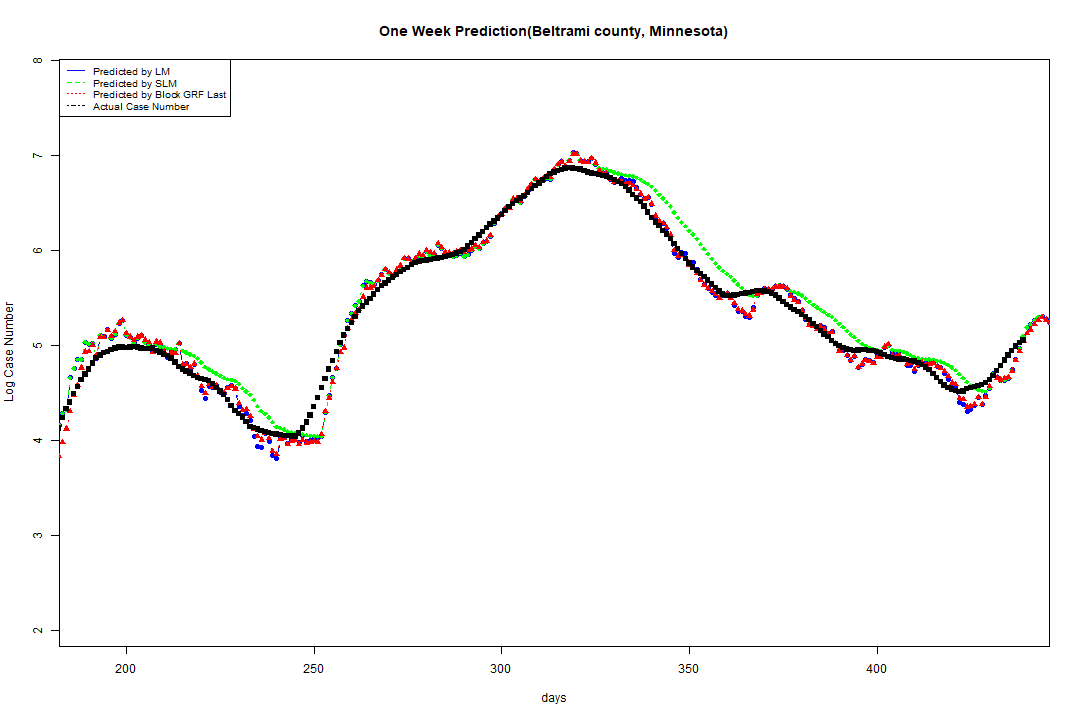 One Week Prediction(Beltrami county, Minnesota)
Predicted by LM
Predicted by SLM
Predicted by Block GRF Last
Actual Case Number
8
7
6
5
4
3
2
Log Case Number
200 250 300 350 400
days